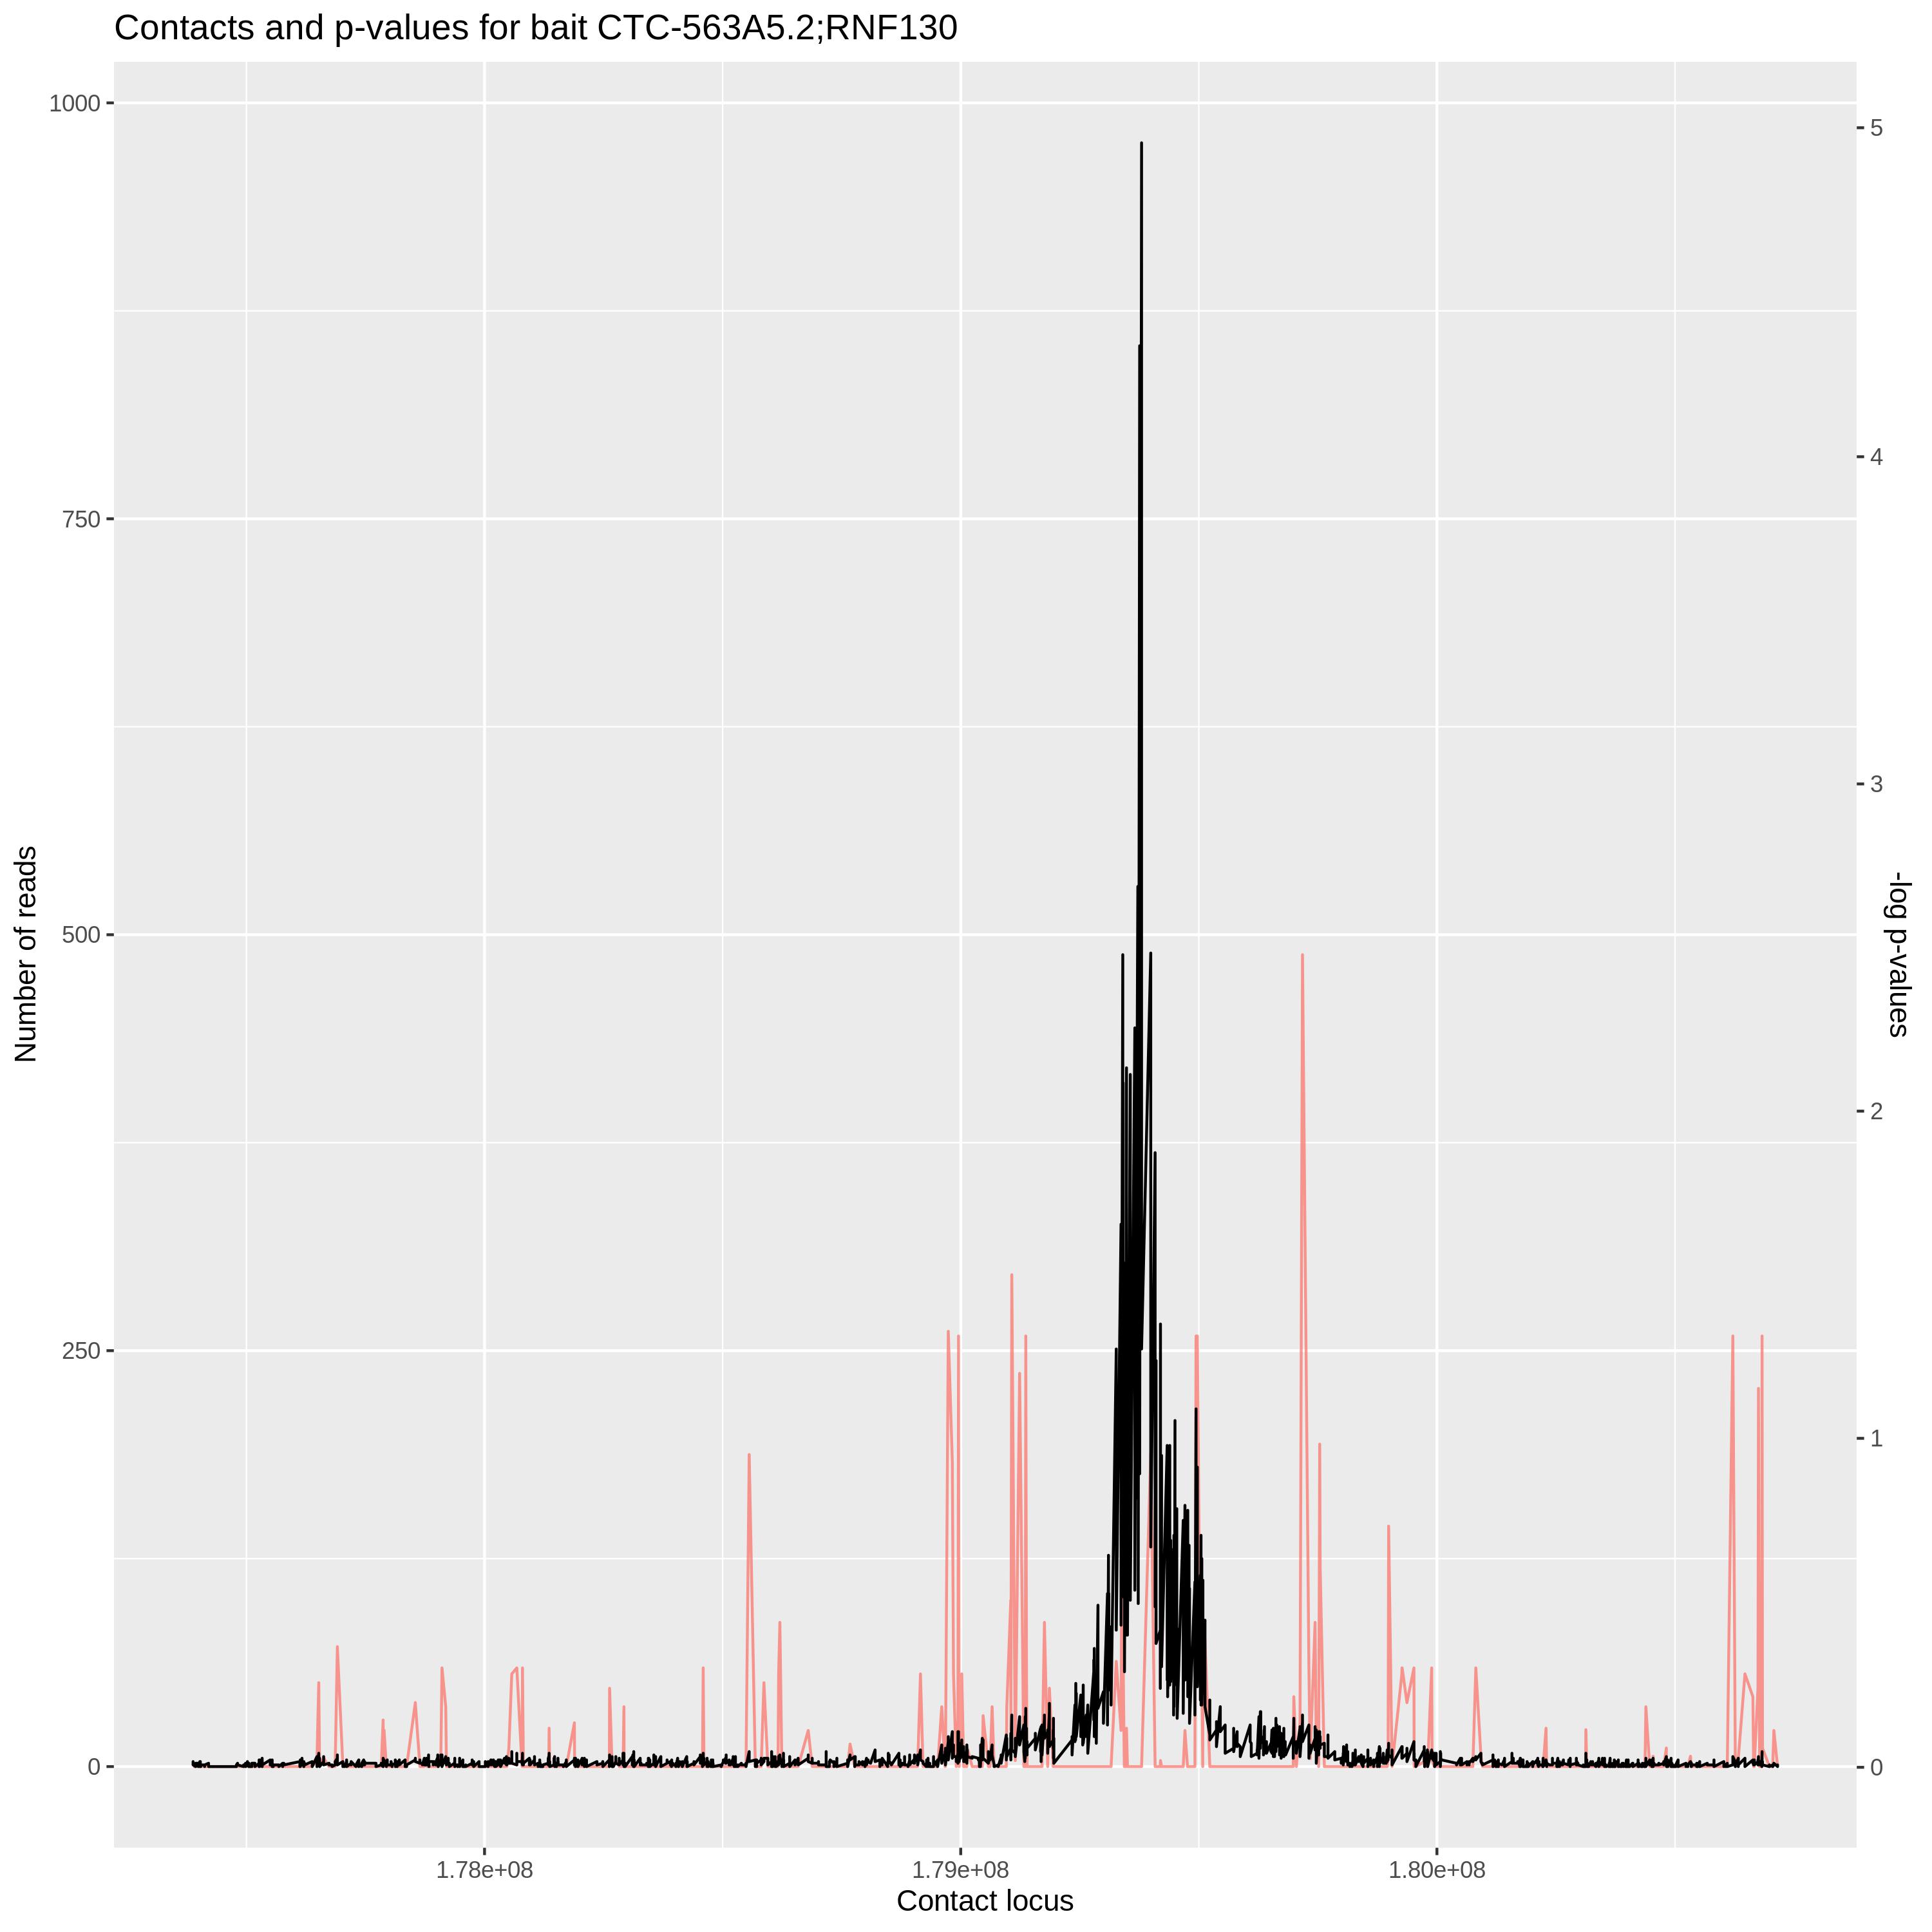 Contacts and p-values for bait CTC-563A5.2;RNF130
1000
750
500
250
0
Number of reads
5
4
3
2
1
0
-log p-values
1.78e+08
1.79e+08
1.80e+08
Contact locus